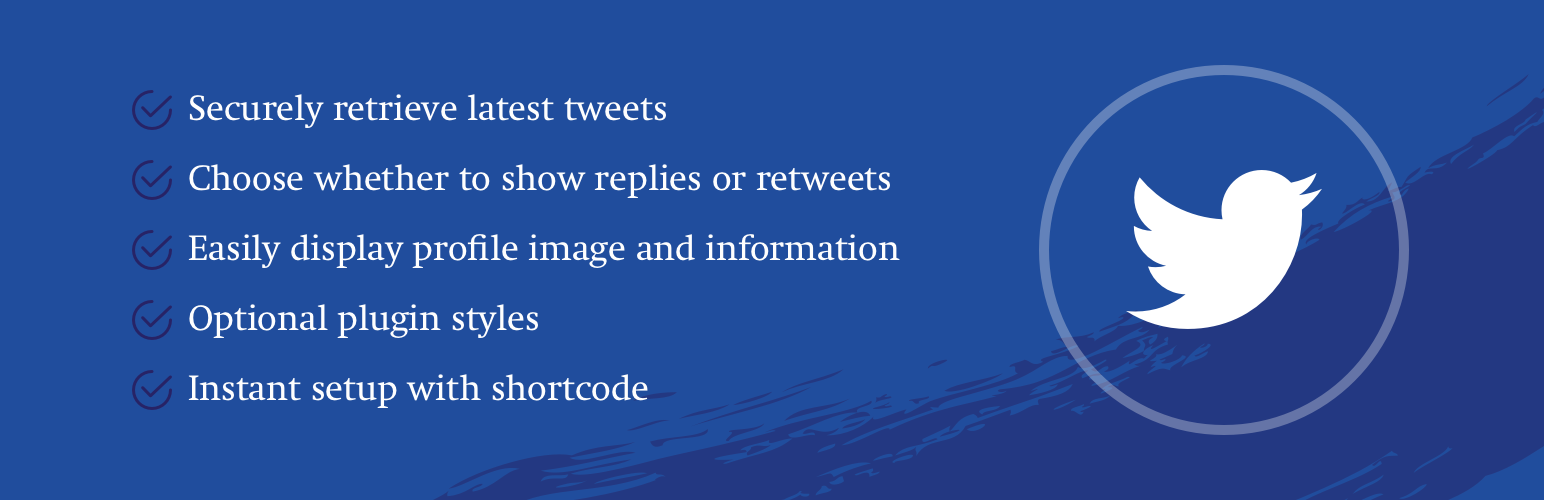 Securely retrieve latest tweets
Choose whether to show replies or retweets
Easily display profile image and information
Optional plugin styles
Instant setup with shortcode